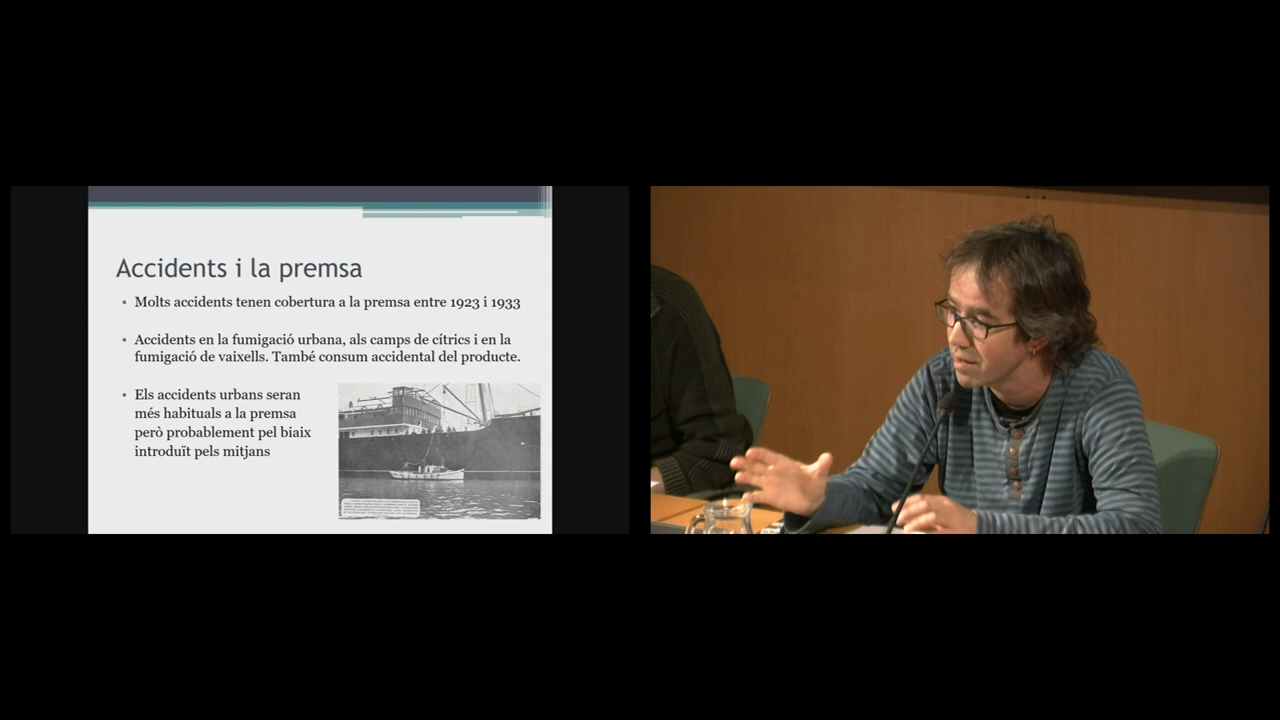 Accidents i la premsa
• Molts accidents tenen cobertura a la premsa entre 1923 i 1933
• Accidents en la fumigació urbana, als camps de cítrics i en la
fumigació de vaixells. També consum accidental del producte.
• Els accidents urbans seran
més habituals a la premsa
però probablement pel biaix
introduït pels mitjans